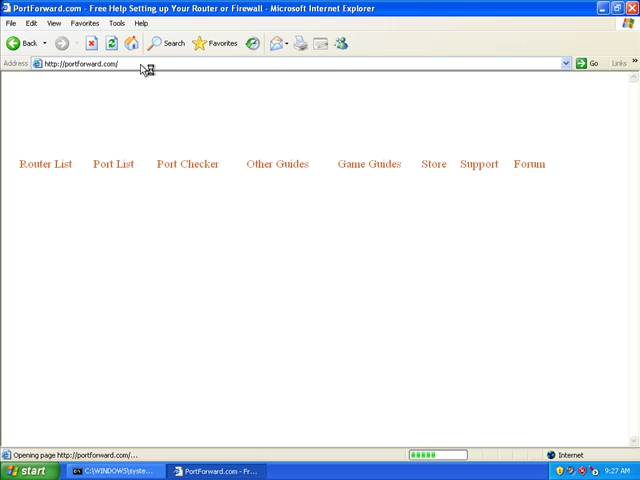 PortForward.com - Free Help Setting up Your Router or Firewall - Microsoft Internet Explorer
File Edit View Favorites Tools Help
Back Search Favorites
Address http://portforward.com/ Go Links »
Router List Port List Port Checker Other Guides Game Guides Store Support Forum
Opening page http://portforward.com/... Internet
start C:\WINDOWS\syste... PortForward.com - Fr... 9:27 AM